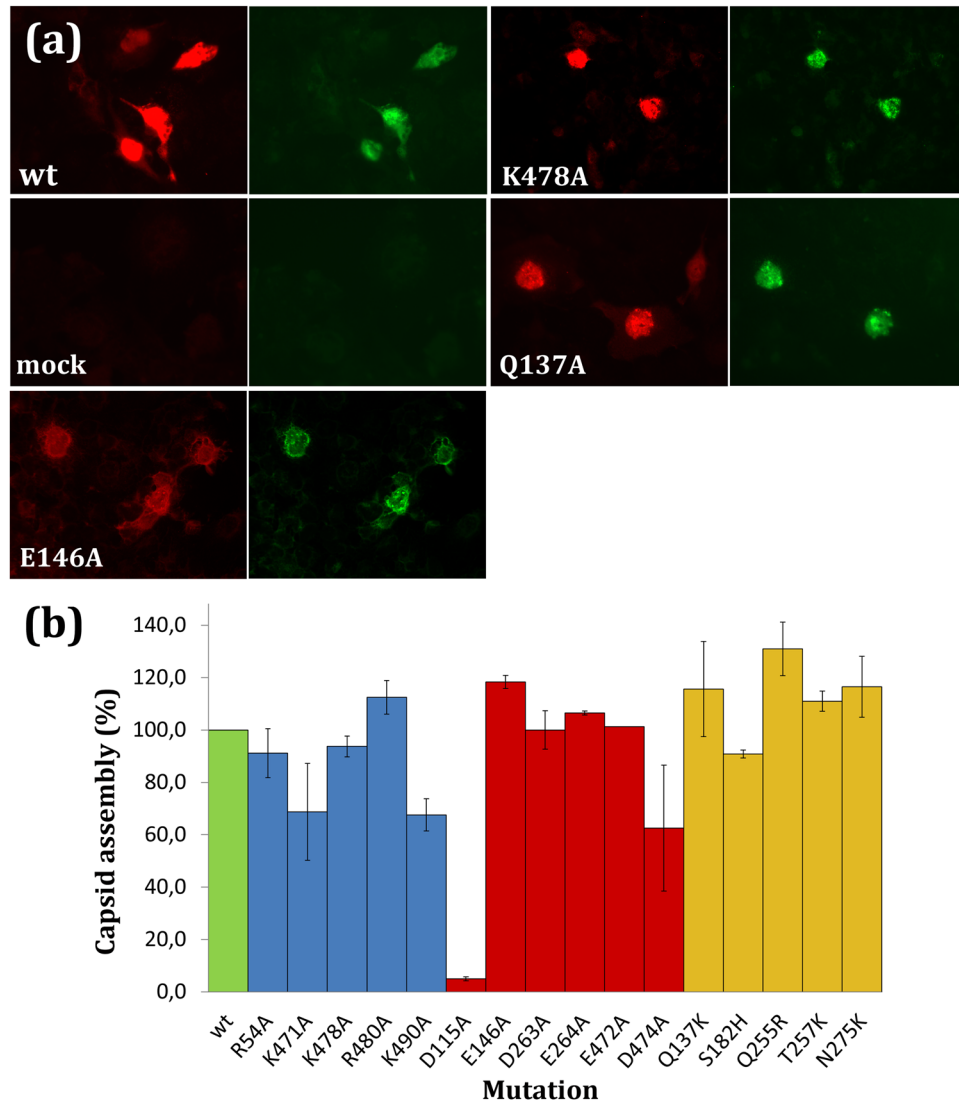 (a)
wt
K478A
mock
Q137A
E146A
(b)
Capsid assembly (%)
140,0
120,0
100,0
80,0
60,0
40,0
20,0
0,0
wt
R54A
K471A
K478A
R480A
K490A
D115A
E146A
D263A
E264A
E472A
D474A
Q137K
S182H
Q255R
T257K
N275K
Mutation